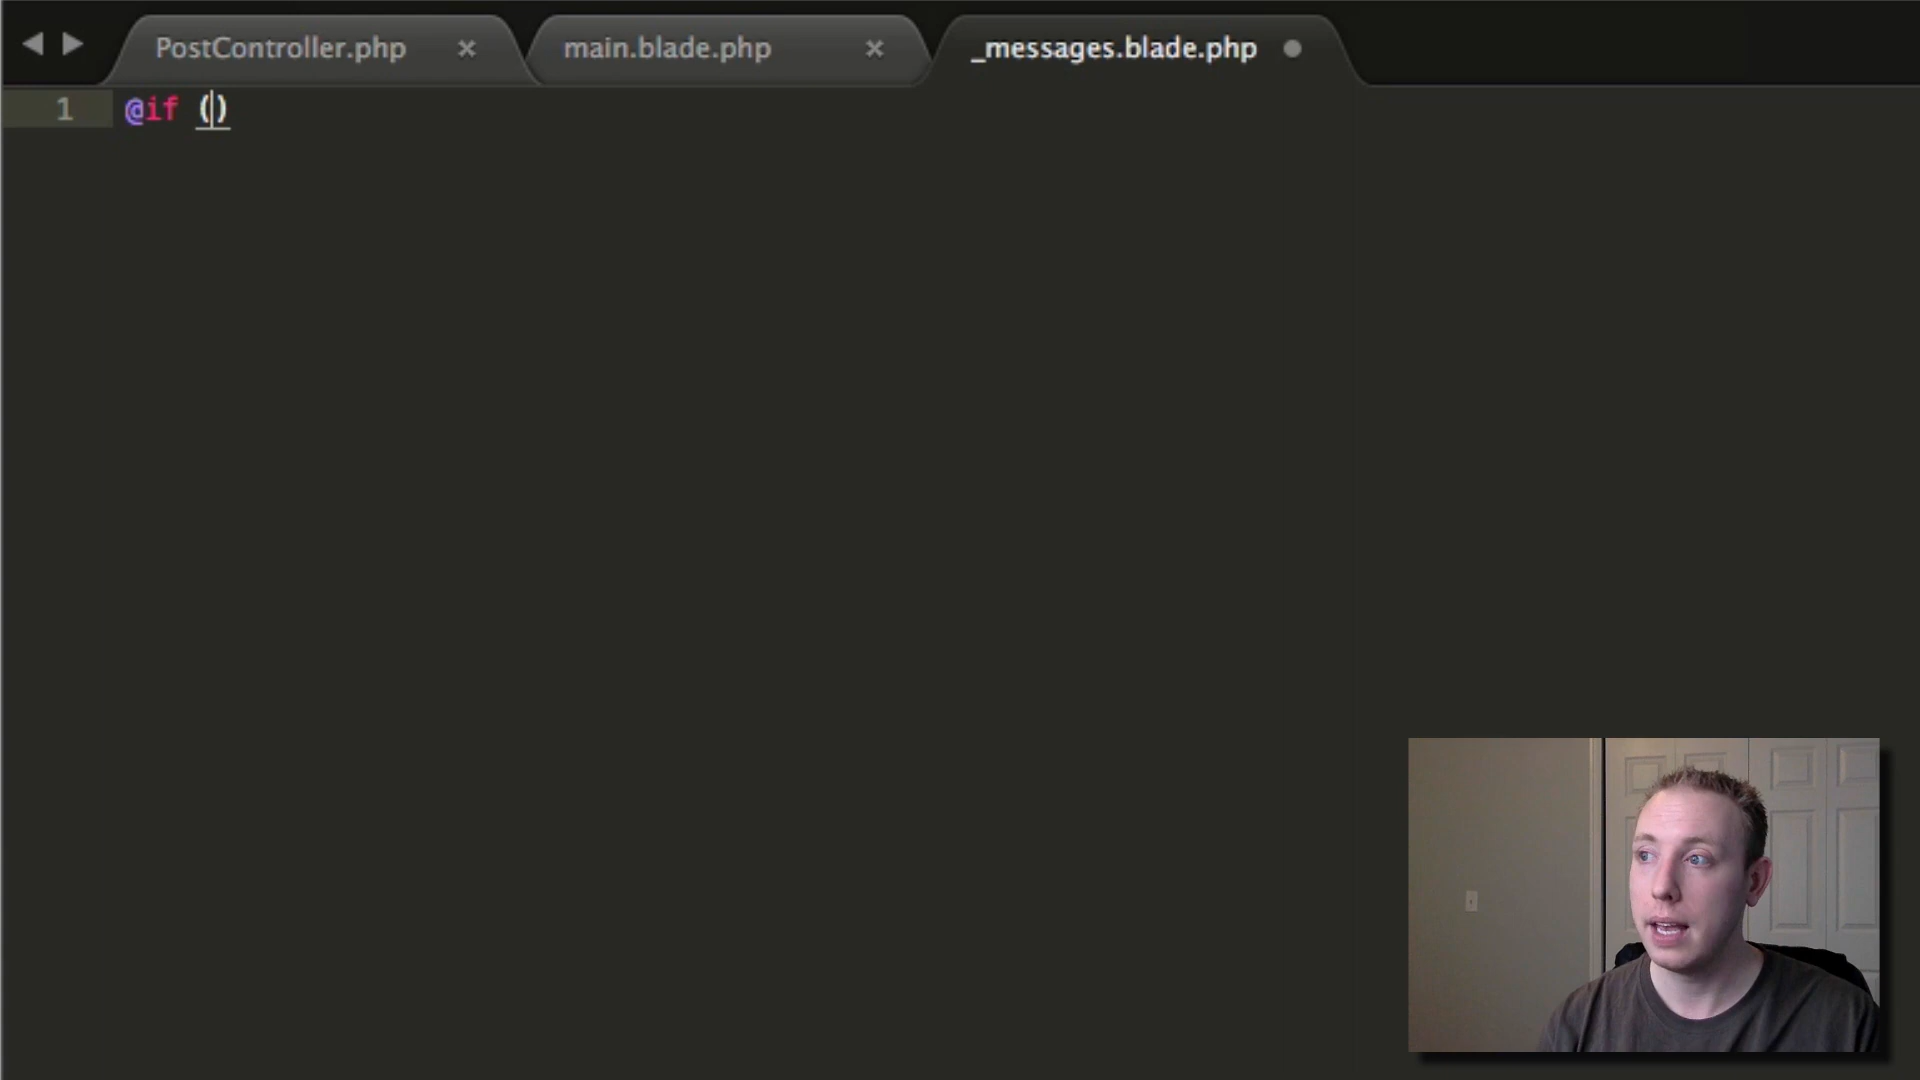 PostController.php
main.blade.php
_messages.blade.php
1 @if ()